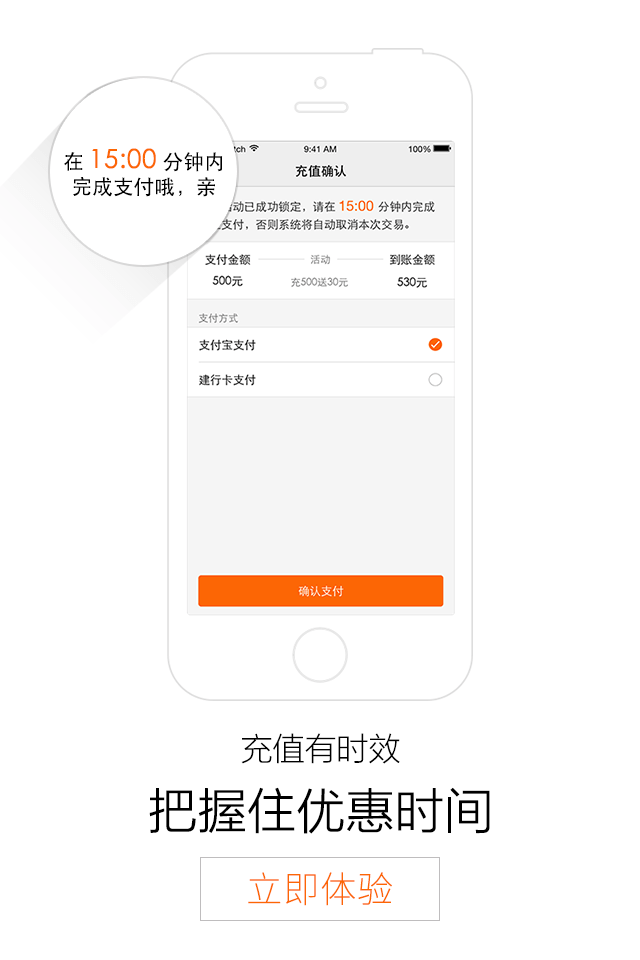 在 15:00 分钟内
完成支付哦，亲
tch 9:41 AM 100%
充值确认
动已成功锁定，请在 15:00 分钟内完成
支付，否则系统将自动取消本次交易。
支付金额 活动 到账金额
500元 充500送30元 530元
支付方式
支付宝支付
建行卡支付
确认支付
充值有时效
把握住优惠时间
立即体验